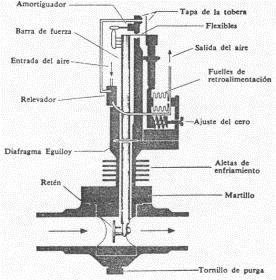 Amortiguador
Tapa de la tobera
Barra de fuerza
Flexibles
Entrada del aire
Salida del aire
Fuelles de
retroalimentación
Relevador
Ajuste del cero
Diafragma Eguiloy
Aletas de
enfriamiento
Retén
Martillo
Tornillo de purga